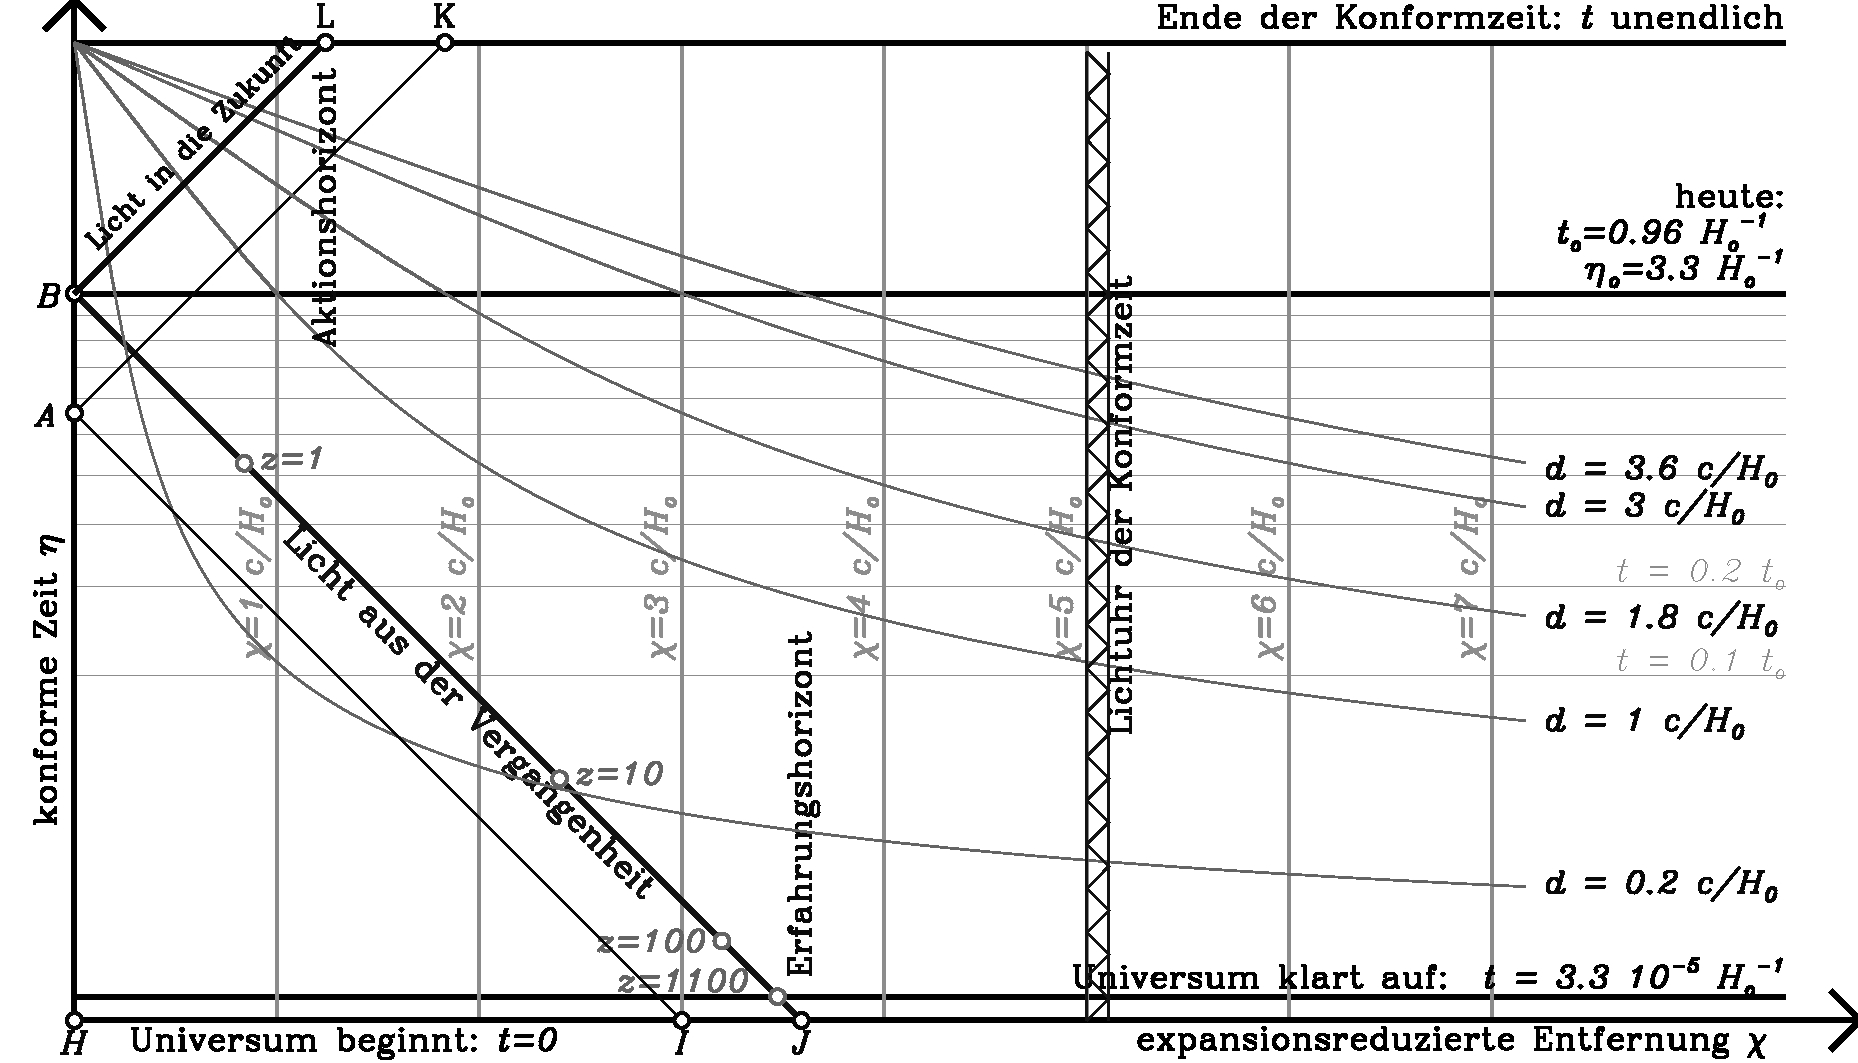 L
K
Ende der Konformzeit: t unendlich
Licht in die Zukunft
Aktionshorizont
heute:
t₀=0.96 H₀⁻¹
η₀=3.3 H₀⁻¹
B
A
z=1
konforme Zeit η
Licht aus der Vergangenheit
χ=1 c/H₀
χ=2 c/H₀
χ=3 c/H₀
χ=4 c/H₀
χ=5 c/H₀
χ=6 c/H₀
χ=7 c/H₀
Lichtuhr der Konformzeit
d = 3.6 c/H₀
d = 3 c/H₀
t = 0.2 t₀
d = 1.8 c/H₀
t = 0.1 t₀
d = 1 c/H₀
z=10
Erfahrungshorizont
d = 0.2 c/H₀
z=100
z=1100
Universum klart auf: t = 3.3 10⁻⁵ H₀⁻¹
H
Universum beginnt: t=0
I
J
expansionsreduzierte Entfernung χ